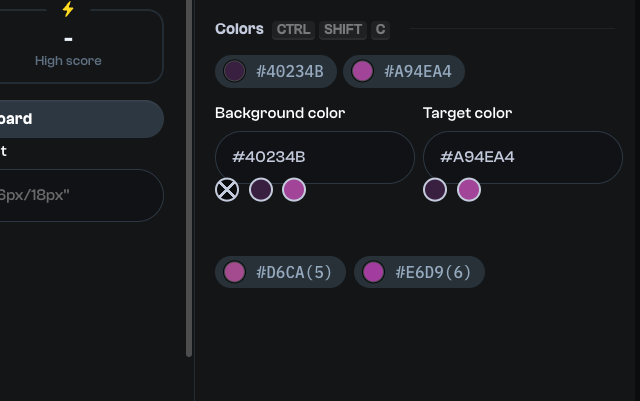 -
High score
oard
t
6px/18px"
Colors CTRL SHIFT C
#40234B #A94EA4
Background color Target color
#40234B #A94EA4
#D6CA(5) #E6D9(6)